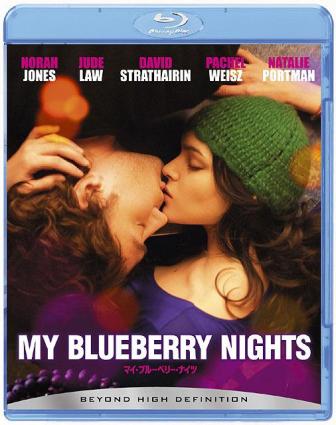 Blu-ray Disc
NORAH JUDE DAVID PACHEL NATALIE
JONES LAW STRATHAIRIN WEISZ PORTMAN
MY BLUEBERRY NIGHTS
マイ・ブルーベリー・ナイツ
BEYOND HIGH DEFINITION